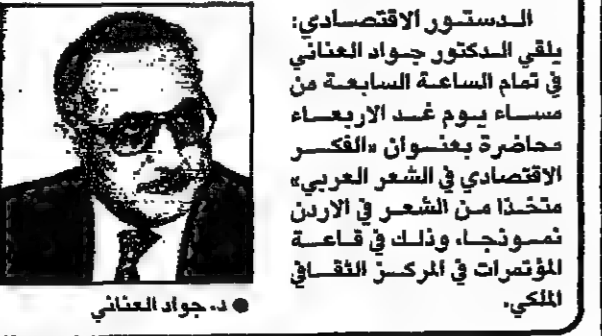 الدستور الاقتصادي:
يلقي الدكتور جواد العناني
في تمام الساعة السابعة من
مساء يوم غد الاربعاء
محاضرة بعنوان «الفكر
الاقتصادي في الشعر العربي»
متخذا من الشعر في الاردن
نموذجا، وذلك في قاعة
المؤتمرات في المركز الثقافي
الملكي.
● د. جواد العناني